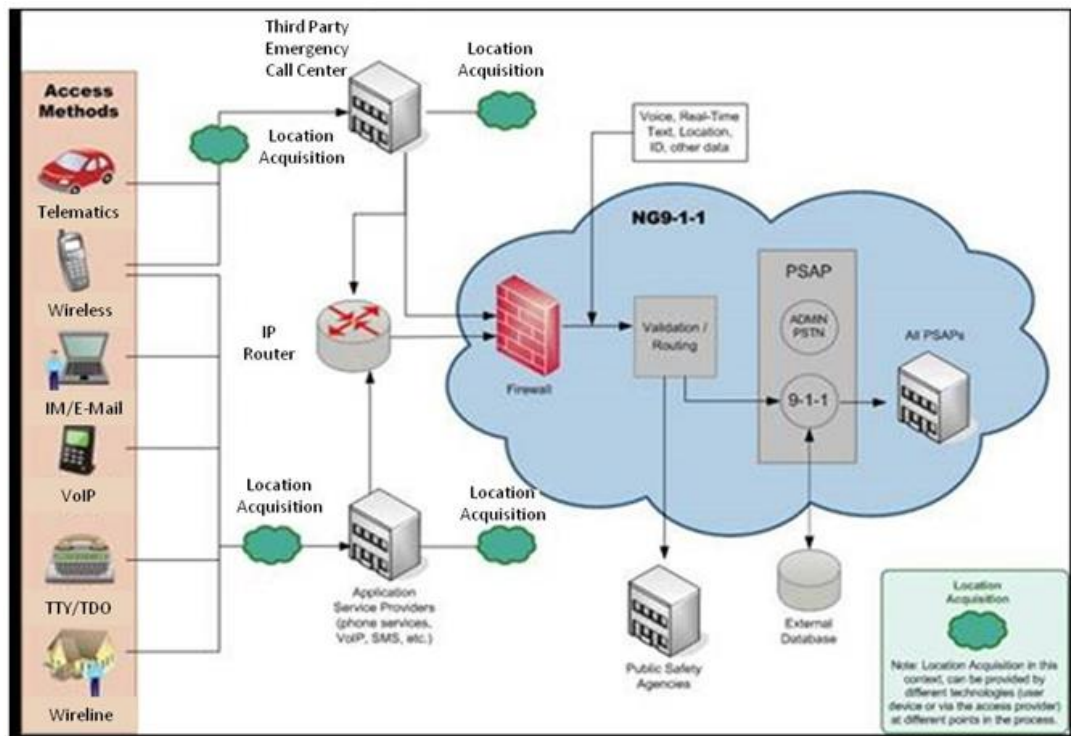 Third Party
Emergency
Call Center
Location
Acquisition
Access
Methods
Location
Acquisition
Voice, Real-Time
Text, Location,
ID, other data
Telematics
NG9-1-1
PSAP
Wireless
IP
Router
Validation /
Routing
ADMIN
PSTN
All PSAPs
Firewall
9-1-1
IM/E-Mail
VoIP
Location
Acquisition
Location
Acquisition
TTY/TDO
Application
Service Providers
(phone services,
VoIP, SMS, etc.)
Public Safety
Agencies
External
Database
Wireline
Location
Acquisition
Note: Location Acquisition in this
context, can be provided by
different technologies (user
device or via the access provider)
at different points in the process.